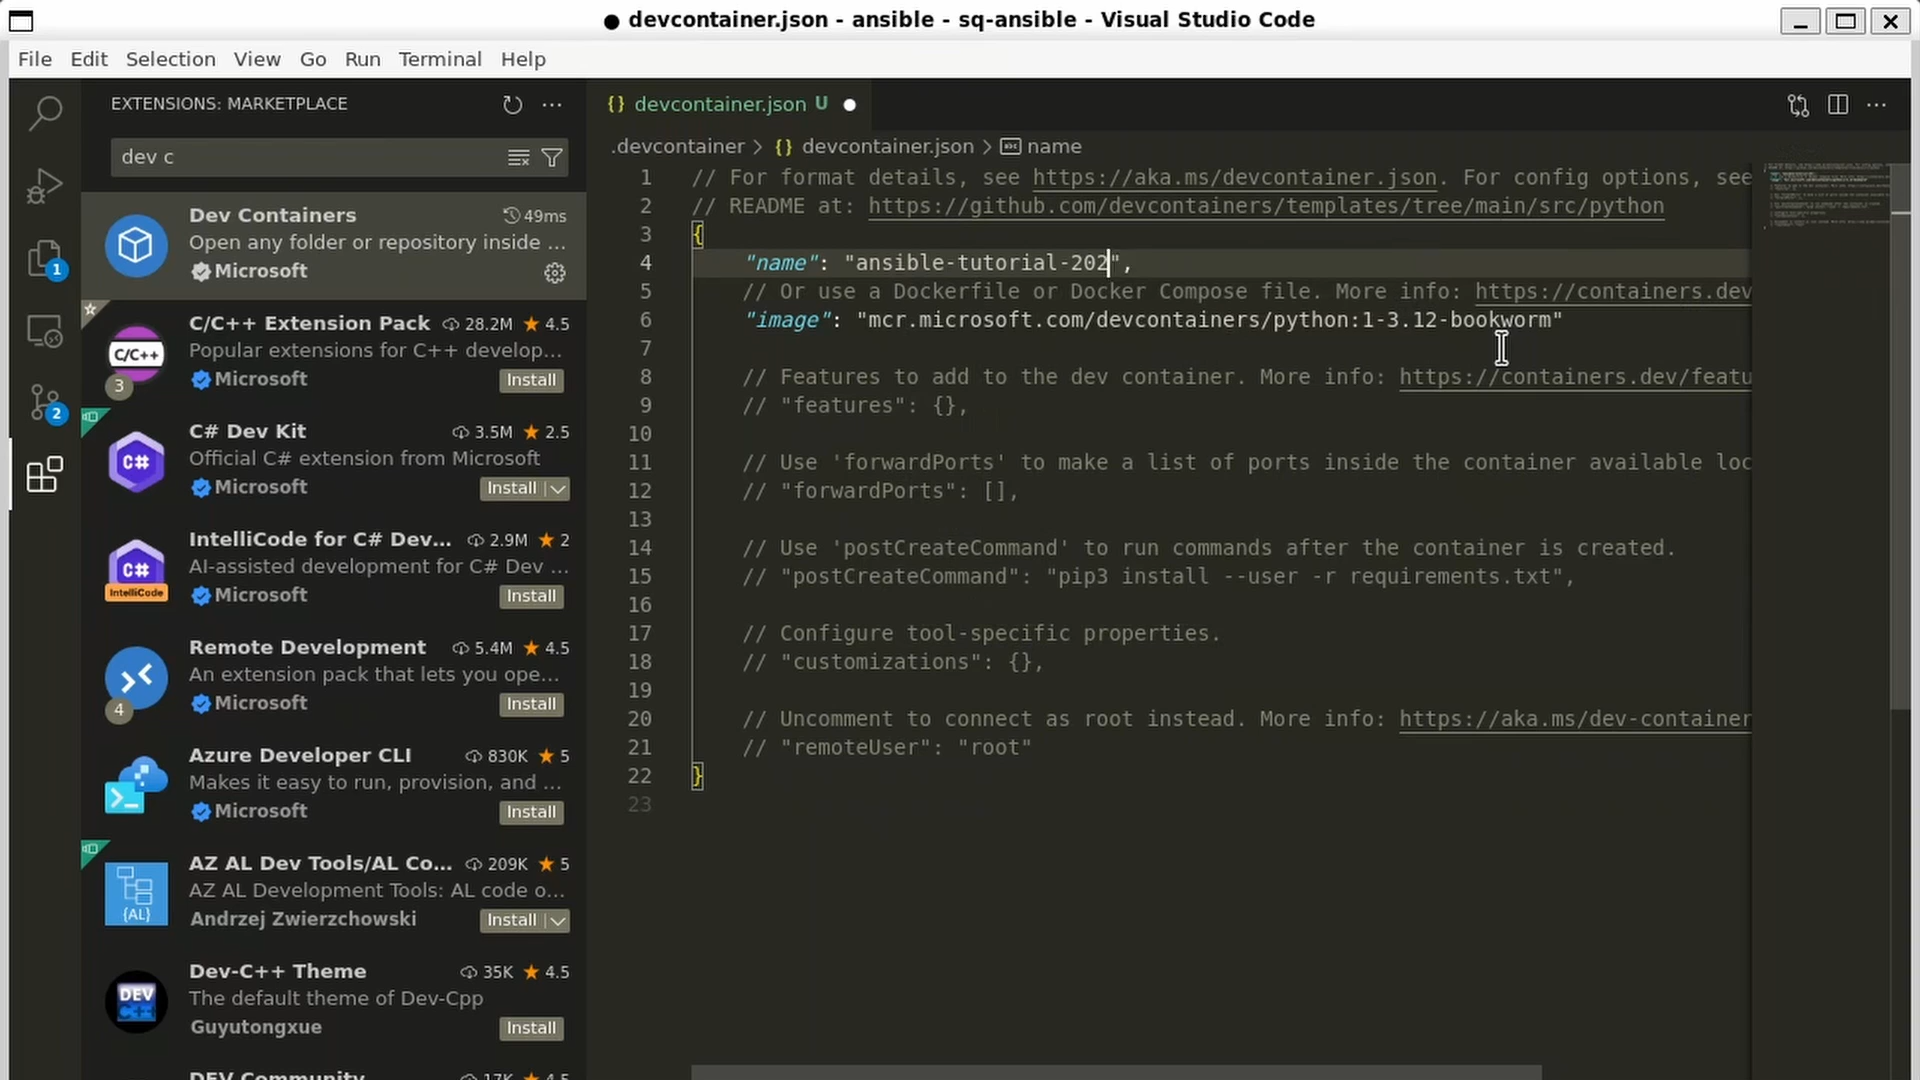 ● devcontainer.json - ansible - sq-ansible - Visual Studio Code
File Edit Selection View Go Run Terminal Help
EXTENSIONS: MARKETPLACE
dev c
Dev Containers 49ms
Open any folder or repository inside ...
Microsoft
C/C++
3
C/C++ Extension Pack 28.2M ★ 4.5
Popular extensions for C++ develop...
Microsoft Install
C#
C# Dev Kit 3.5M ★ 2.5
Official C# extension from Microsoft
Microsoft Install
C#
IntelliCode
IntelliCode for C# Dev... 2.9M ★ 2
AI-assisted development for C# Dev ...
Microsoft Install
4
Remote Development 5.4M ★ 4.5
An extension pack that lets you ope...
Microsoft Install
Azure Developer CLI 830K ★ 5
Makes it easy to run, provision, and ...
Microsoft Install
{AL}
AZ AL Dev Tools/AL Co... 209K ★ 5
AZ AL Development Tools: AL code o...
Andrzej Zwierzchowski Install
DEV
C++
Dev-C++ Theme 35K ★ 4.5
The default theme of Dev-Cpp
Guyutongxue Install
DEV Community 17K ★ 4.5
1
2
{} devcontainer.json U ●
.devcontainer > {} devcontainer.json > abc name
1 // For format details, see https://aka.ms/devcontainer.json. For config options, see
2 // README at: https://github.com/devcontainers/templates/tree/main/src/python
3 {
4 "name": "ansible-tutorial-202",
5 // Or use a Dockerfile or Docker Compose file. More info: https://containers.dev
6 "image": "mcr.microsoft.com/devcontainers/python:1-3.12-bookworm"
7
8 // Features to add to the dev container. More info: https://containers.dev/featu
9 // "features": {},
10
11 // Use 'forwardPorts' to make a list of ports inside the container available loc
12 // "forwardPorts": [],
13
14 // Use 'postCreateCommand' to run commands after the container is created.
15 // "postCreateCommand": "pip3 install --user -r requirements.txt",
16
17 // Configure tool-specific properties.
18 // "customizations": {},
19
20 // Uncomment to connect as root instead. More info: https://aka.ms/dev-container
21 // "remoteUser": "root"
22 }
23